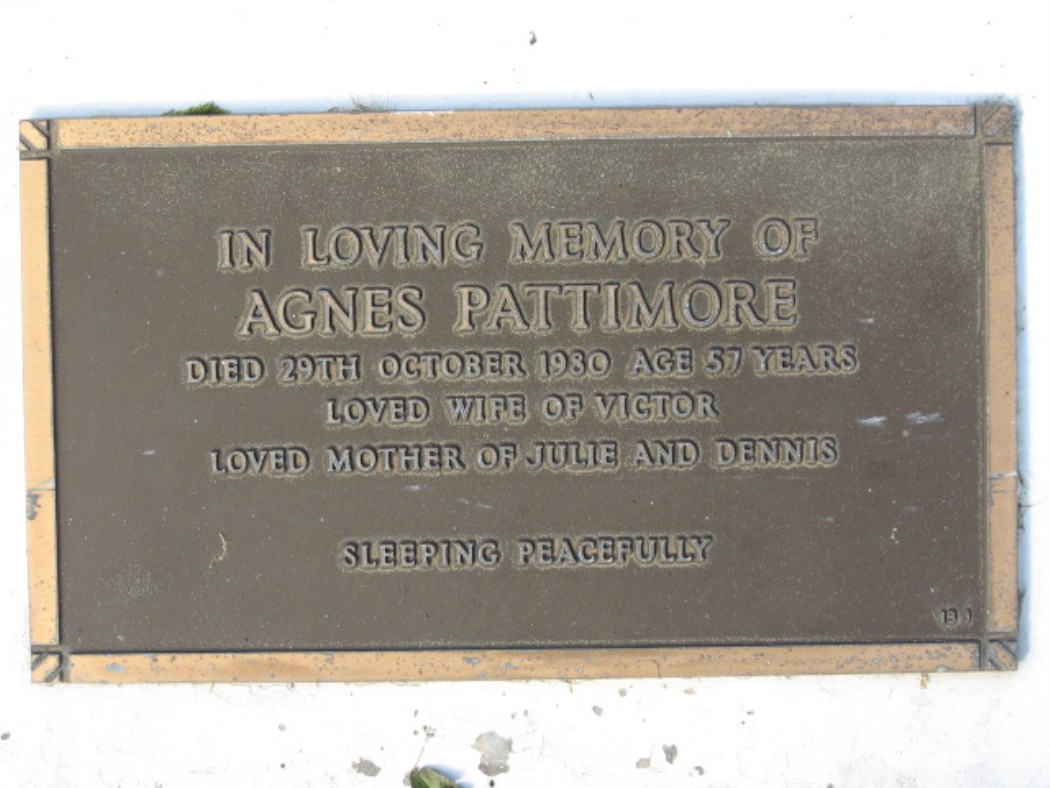 IN LOVING MEMORY OF
AGNES PATTIMORE
DIED 29TH OCTOBER 1980 AGE 57 YEARS
LOVED WIFE OF VICTOR
LOVED MOTHER OF JULIE AND DENNIS
SLEEPING PEACEFULLY